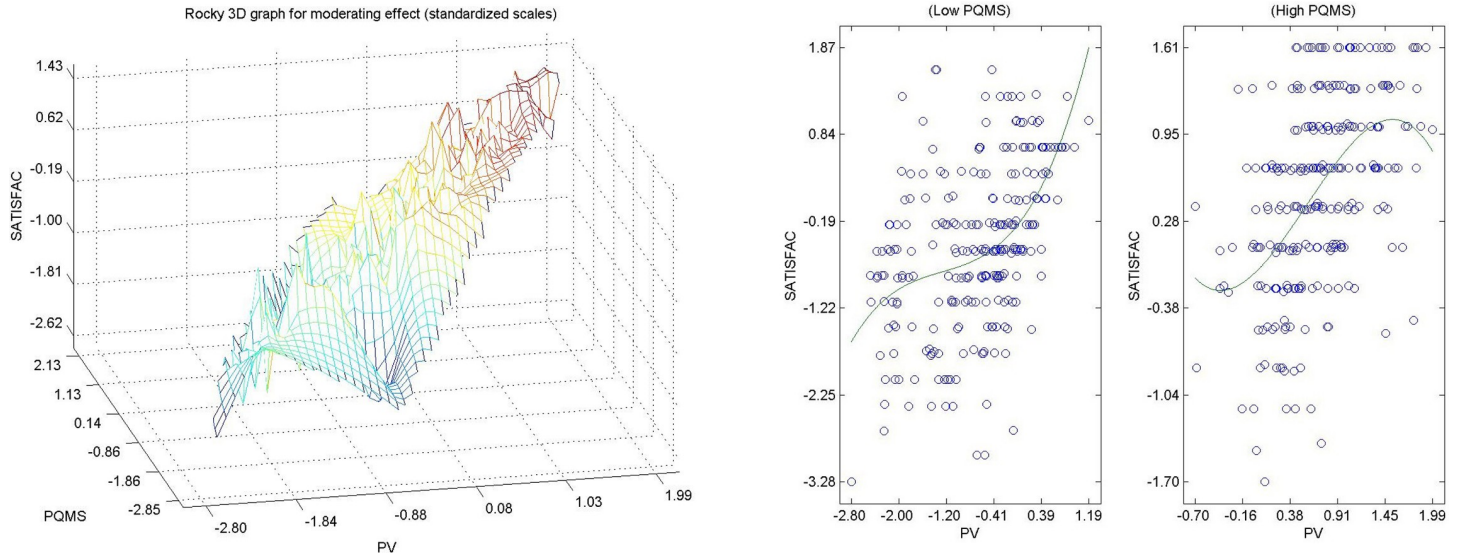 Rocky 3D graph for moderating effect (standardized scales)
SATISFAC
1.43
0.62
-0.19
-1.00
-1.81
-2.62
2.13
1.13
0.14
-0.86
-1.86
-2.85
PQMS
-2.80
-1.84
-0.88
0.08
1.03
1.99
PV
(Low PQMS)
SATISFAC
1.87
0.84
-0.19
-1.22
-2.25
-3.28
-2.80 -2.00 -1.20 -0.41 0.39 1.19
PV
(High PQMS)
SATISFAC
1.61
0.95
0.28
-0.38
-1.04
-1.70
-0.70 -0.16 0.38 0.91 1.45 1.99
PV